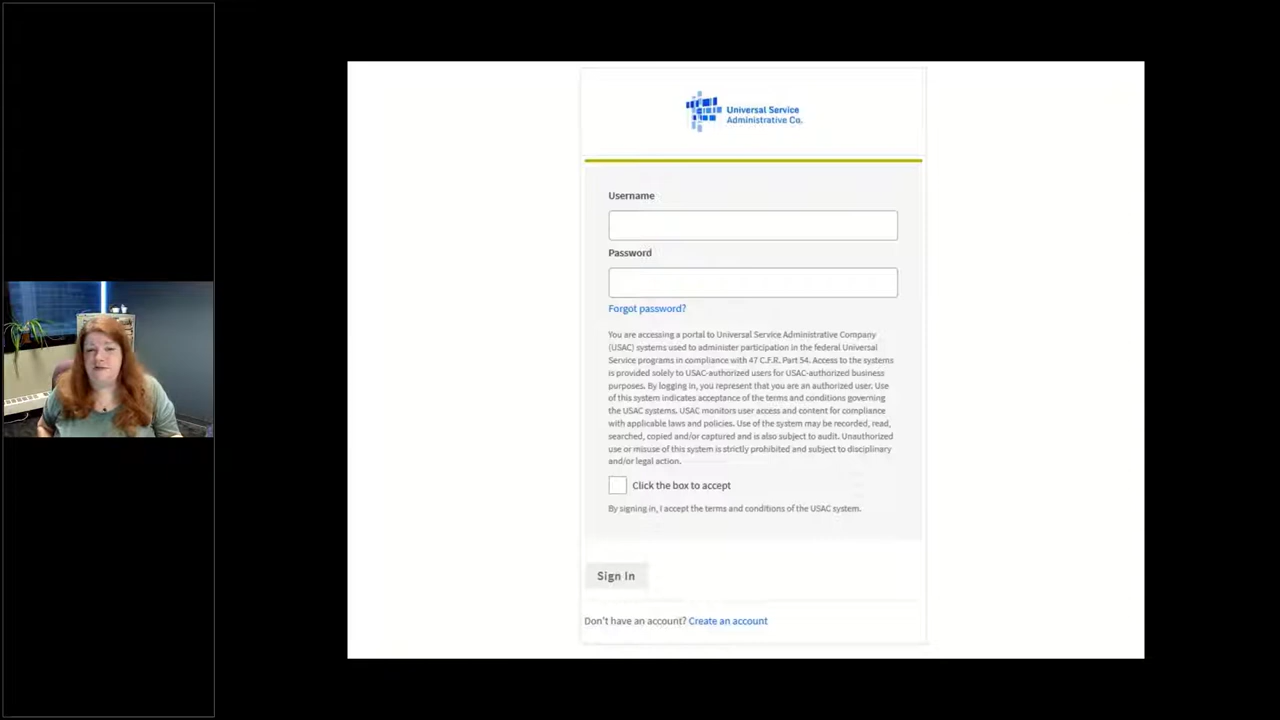 Universal Service
Administrative Co.
Username
Password
Forgot password?
You are accessing a portal to Universal Service Administrative Company
(USAC) systems used to administer participation in the federal Universal
Service programs in compliance with 47 C.F.R. Part 54. Access to the systems
is provided solely to USAC-authorized users for USAC-authorized business
purposes. By logging in, you represent that you are an authorized user. Use
of this system indicates acceptance of the terms and conditions governing
the USAC systems. USAC monitors user access and content for compliance
with applicable laws and policies. Use of the system may be recorded, read,
searched, copied and/or captured and is also subject to audit. Unauthorized
use or misuse of this system is strictly prohibited and subject to disciplinary
and/or legal action.
Click the box to accept
By signing in, I accept the terms and conditions of the USAC system.
Sign In
Don't have an account? Create an account